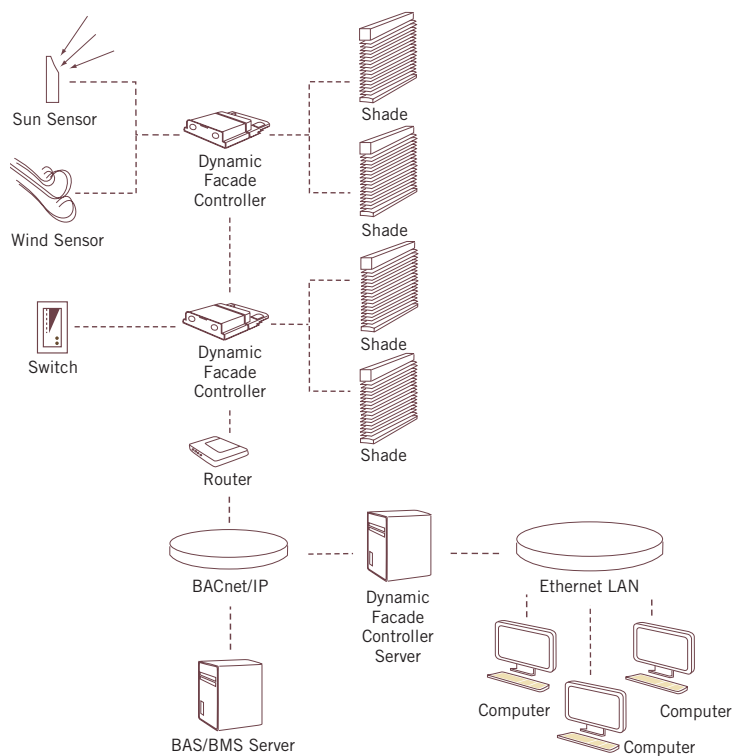 Sun Sensor
Shade
Dynamic
Facade
Controller
Wind Sensor
Shade
Switch
Dynamic
Facade
Controller
Shade
Shade
Router
BACnet/IP
Dynamic
Facade
Controller
Server
Ethernet LAN
Computer
Computer
Computer
BAS/BMS Server